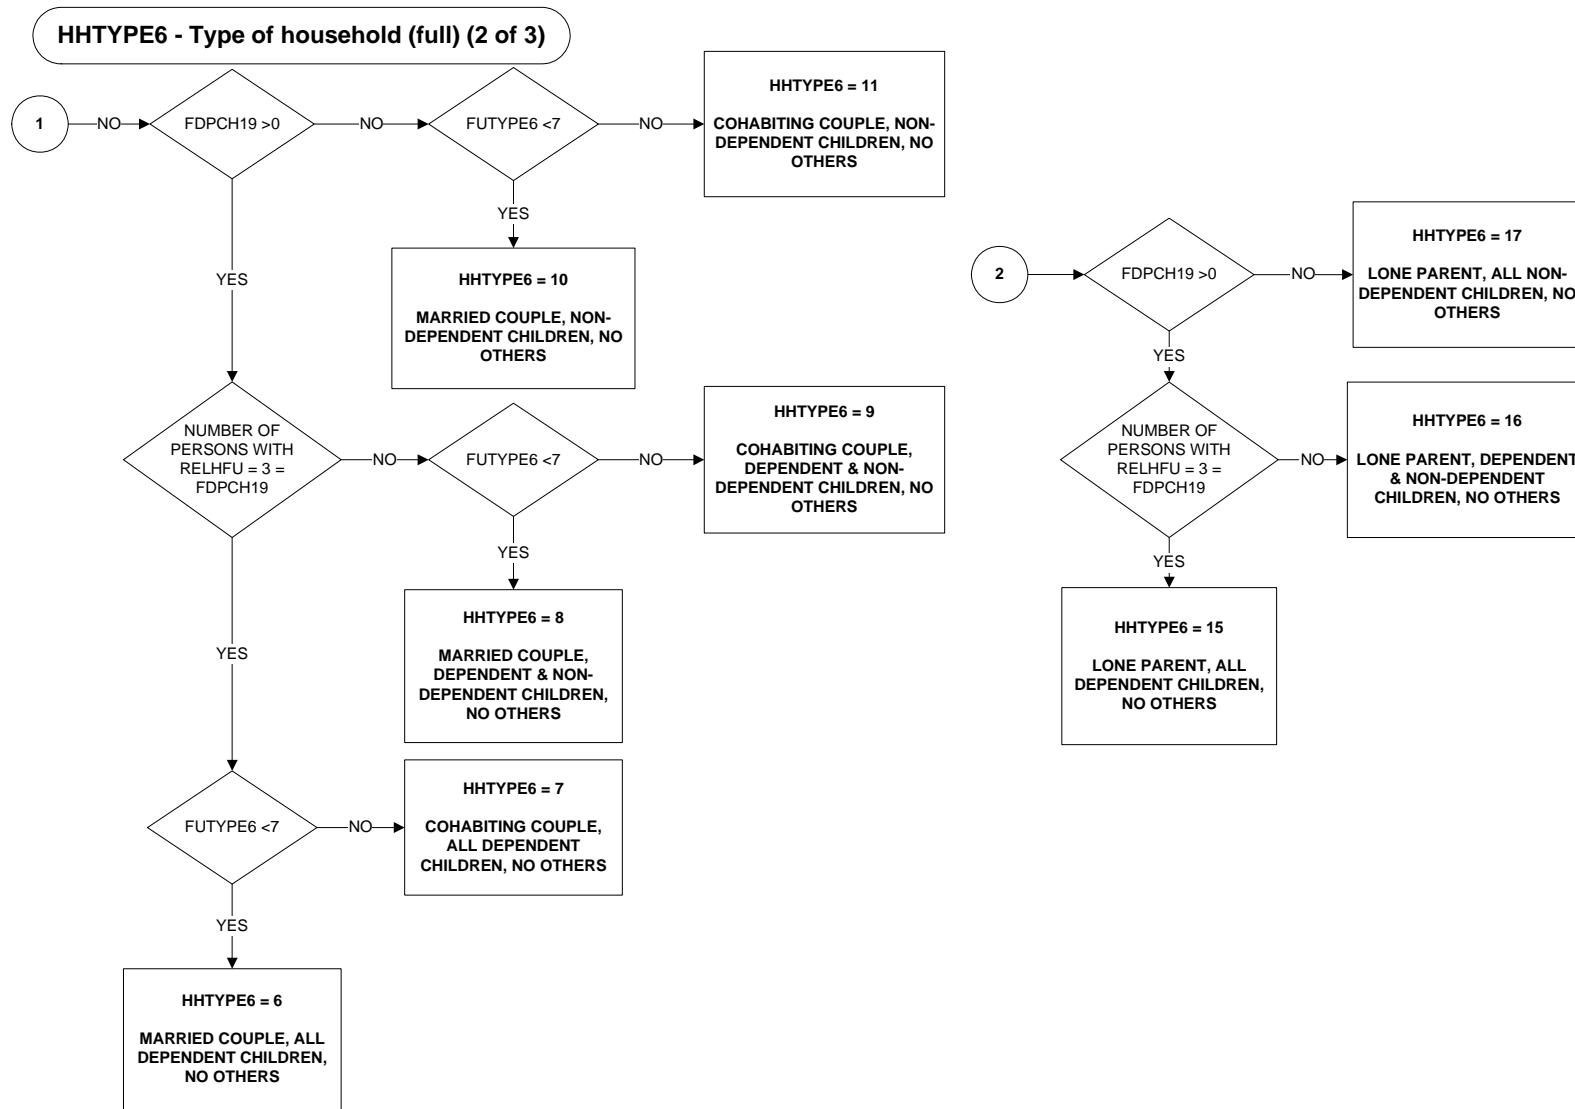 HHTYPE6 - Type of household (full) (2 of 3)
1
NO
FDPCH19 >0
NO
FUTYPE6 <7
NO
HHTYPE6 = 11
COHABITING COUPLE, NON-
DEPENDENT CHILDREN, NO
OTHERS
YES
YES
HHTYPE6 = 10
MARRIED COUPLE, NON-
DEPENDENT CHILDREN, NO
OTHERS
NUMBER OF
PERSONS WITH
RELHFU = 3 =
FDPCH19
NO
FUTYPE6 <7
NO
HHTYPE6 = 9
COHABITING COUPLE,
DEPENDENT & NON-
DEPENDENT CHILDREN, NO
OTHERS
YES
YES
HHTYPE6 = 8
MARRIED COUPLE,
DEPENDENT & NON-
DEPENDENT CHILDREN,
NO OTHERS
FUTYPE6 <7
NO
HHTYPE6 = 7
COHABITING COUPLE,
ALL DEPENDENT
CHILDREN, NO OTHERS
YES
HHTYPE6 = 6
MARRIED COUPLE, ALL
DEPENDENT CHILDREN,
NO OTHERS
2
FDPCH19 >0
NO
HHTYPE6 = 17
LONE PARENT, ALL NON-
DEPENDENT CHILDREN, NO
OTHERS
YES
NUMBER OF
PERSONS WITH
RELHFU = 3 =
FDPCH19
NO
HHTYPE6 = 16
LONE PARENT, DEPENDENT
& NON-DEPENDENT
CHILDREN, NO OTHERS
YES
HHTYPE6 = 15
LONE PARENT, ALL
DEPENDENT CHILDREN,
NO OTHERS